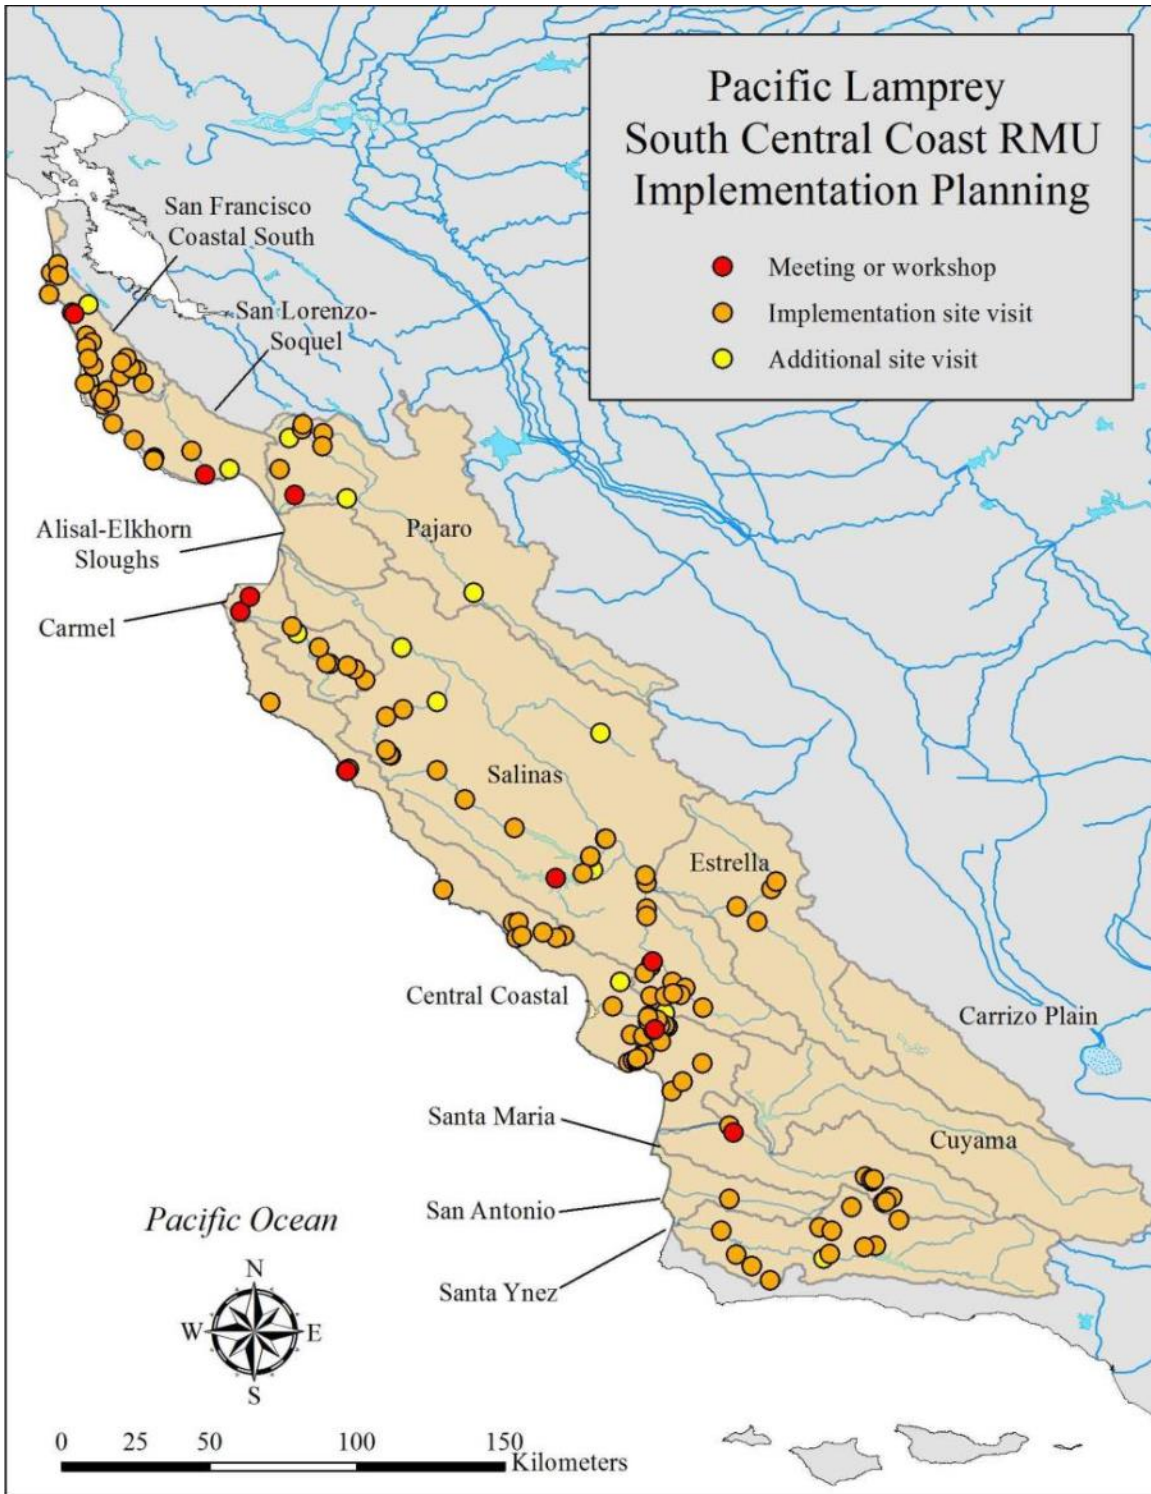 Pacific Lamprey
South Central Coast RMU
Implementation Planning
Meeting or workshop
Implementation site visit
Additional site visit
San Francisco
Coastal South
San Lorenzo-
Soquel
Alisal-Elkhorn
Sloughs
Pajaro
Carmel
Salinas
Estrella
Central Coastal
Carrizo Plain
Santa Maria
Cuyama
San Antonio
Santa Ynez
Pacific Ocean
N
W
E
S
0 25 50 100 150
Kilometers